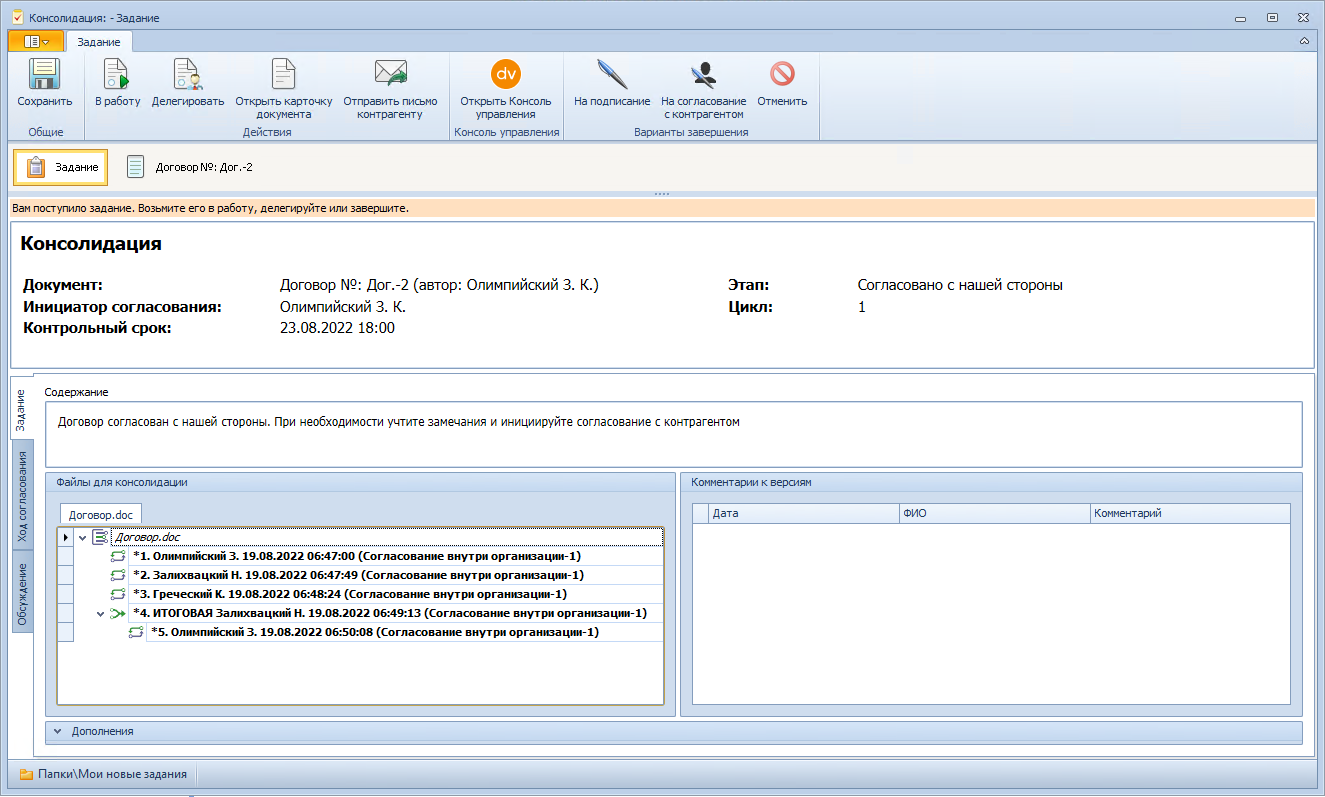 Консолидация: - Задание
Задание
Сохранить
В работу
Делегировать
Открыть карточку
документа
Отправить письмо
контрагенту
dv
Открыть Консоль
управления
На подписание
На согласование
с контрагентом
Отменить
Общие
Действия
Консоль управления
Варианты завершения
Задание
Договор №: Дог.-2
Вам поступило задание. Возьмите его в работу, делегируйте или завершите.
Консолидация
Документ: Договор №: Дог.-2 (автор: Олимпийский З. К.) Этап: Согласовано с нашей стороны
Инициатор согласования: Олимпийский З. К. Цикл: 1
Контрольный срок: 23.08.2022 18:00
Задание
Ход согласования
Обсуждение
Содержание
Договор согласован с нашей стороны. При необходимости учтите замечания и инициируйте согласование с контрагентом
Файлы для консолидации
Договор.doc
Договор.doc
*1. Олимпийский З. 19.08.2022 06:47:00 (Согласование внутри организации-1)
*2. Залихвацкий Н. 19.08.2022 06:47:49 (Согласование внутри организации-1)
*3. Греческий К. 19.08.2022 06:48:24 (Согласование внутри организации-1)
*4. ИТОГОВАЯ Залихвацкий Н. 19.08.2022 06:49:13 (Согласование внутри организации-1)
*5. Олимпийский З. 19.08.2022 06:50:08 (Согласование внутри организации-1)
Комментарии к версиям
Дата ФИО Комментарий
Дополнения
Папки\Мои новые задания